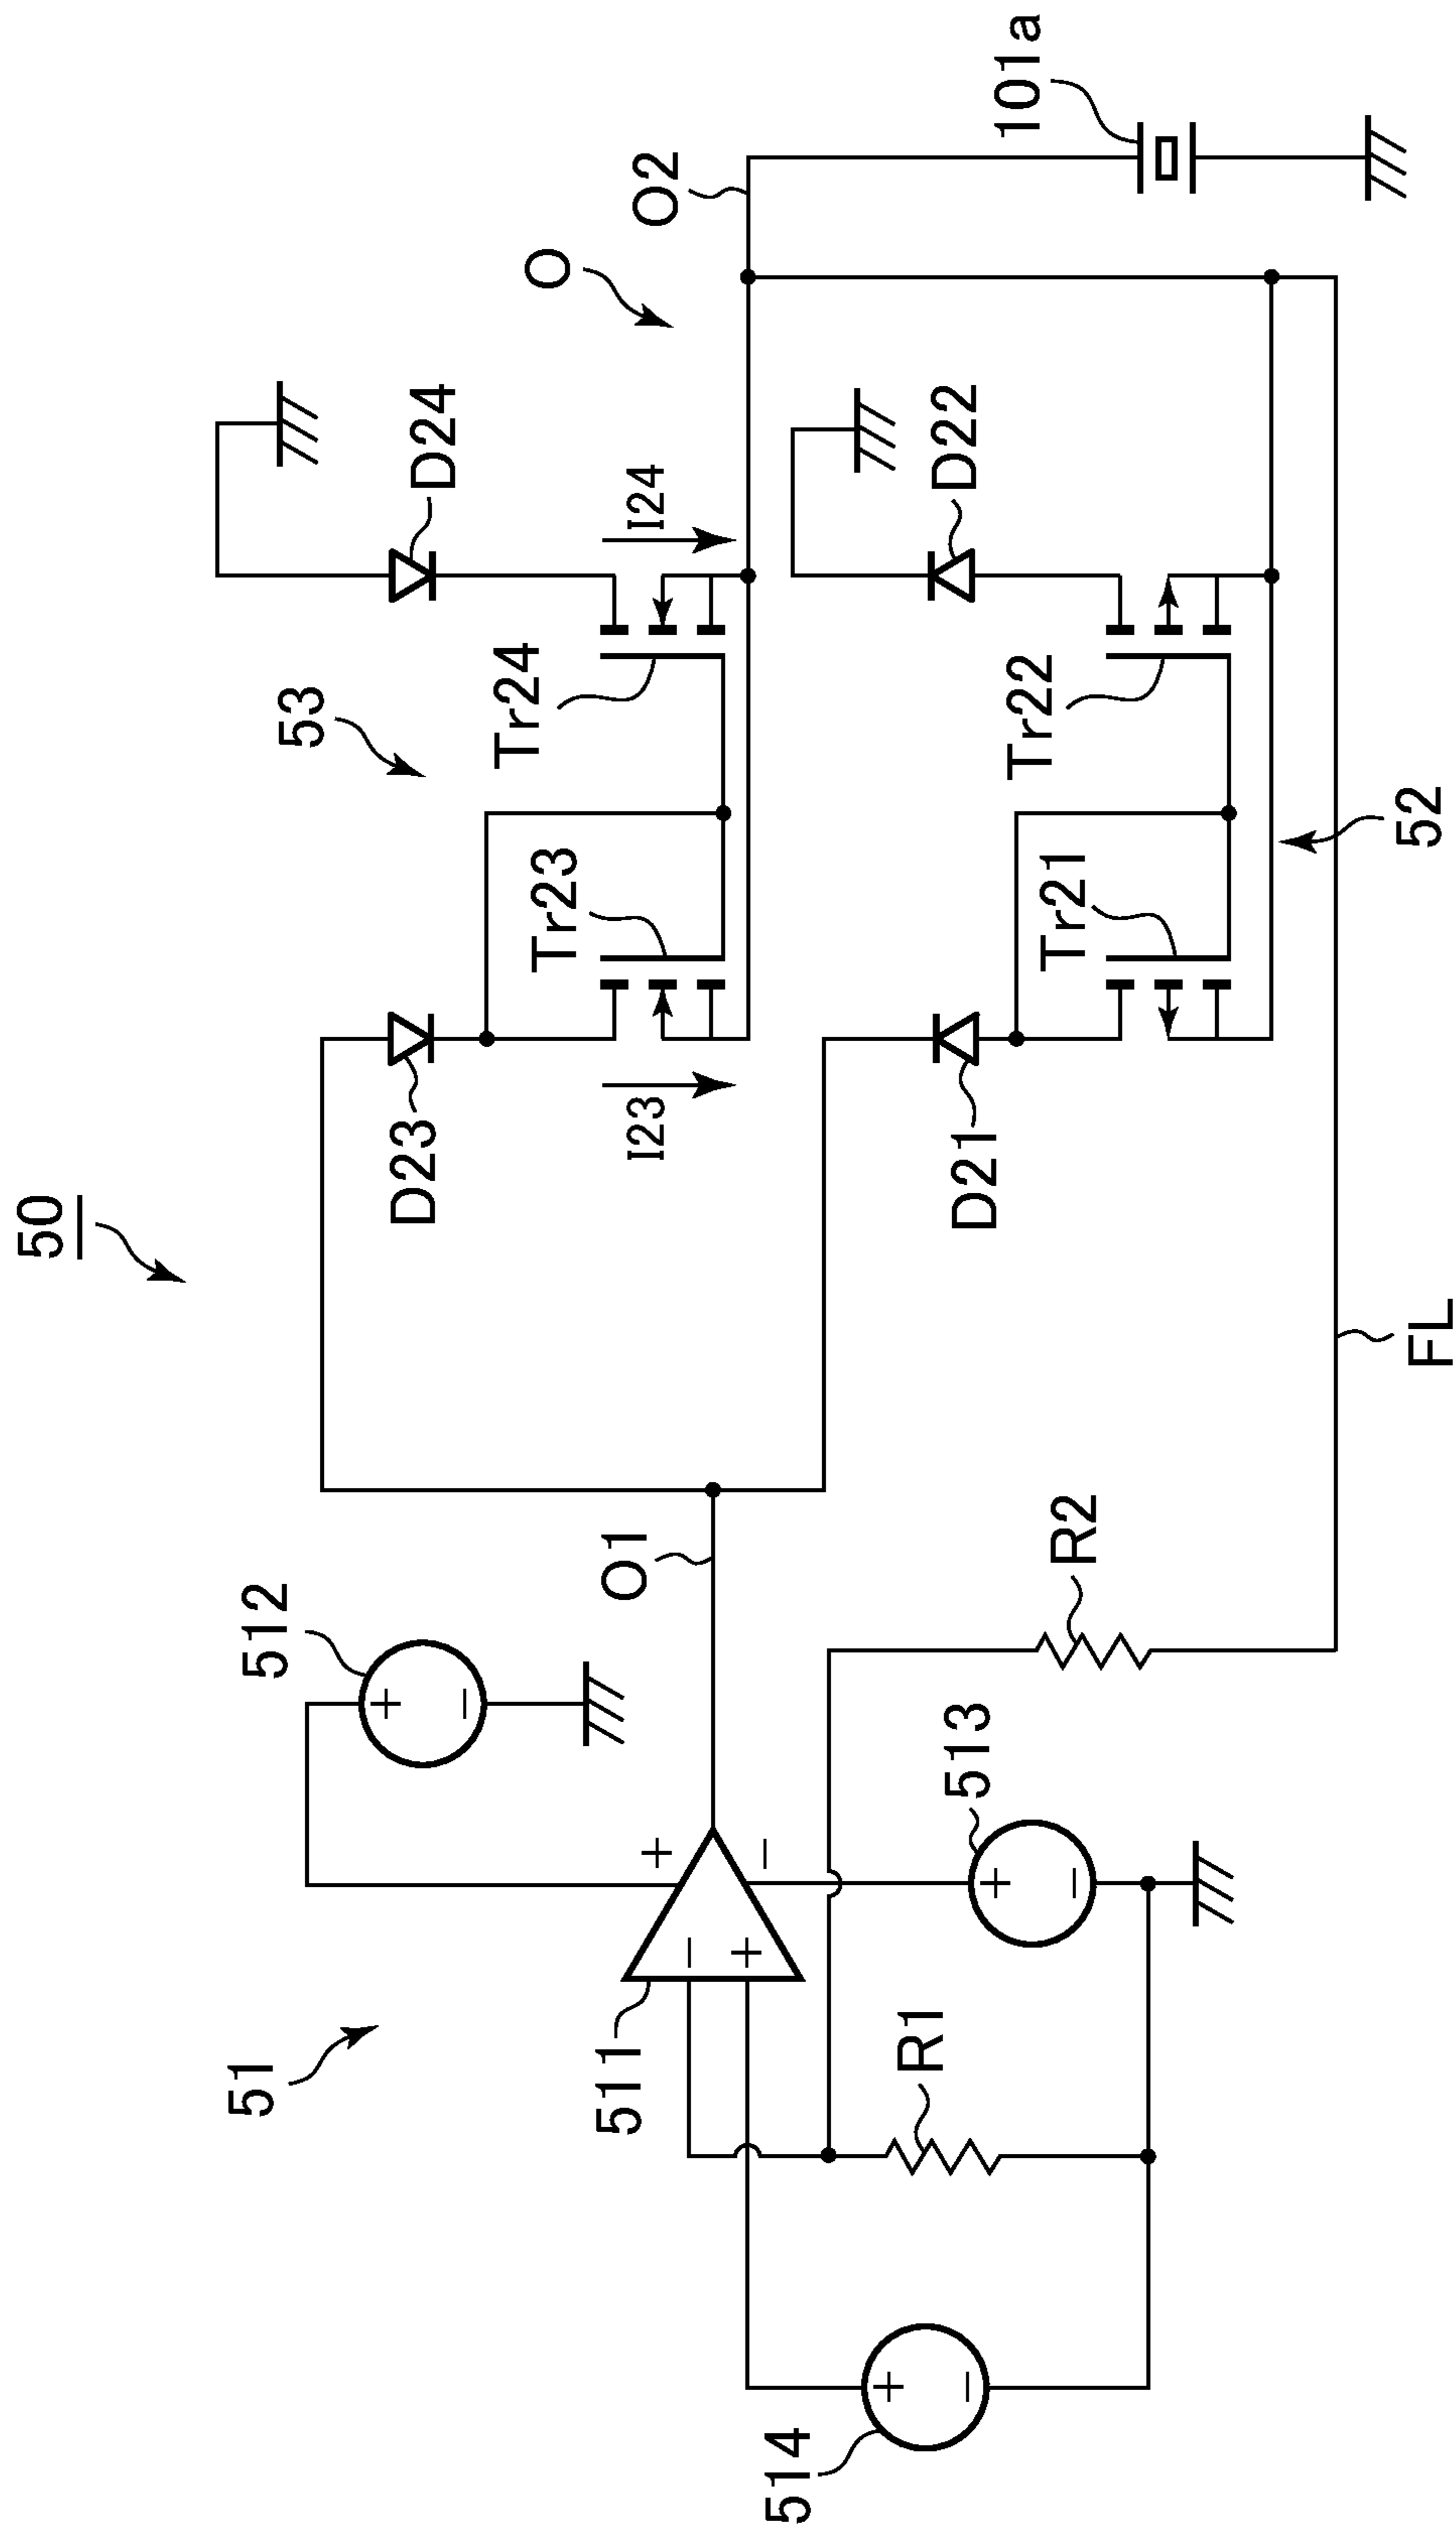 50
51
511
512
513
514
R1
R2
O1
FL
D23
D21
I23
Tr23
Tr21
53
52
Tr24
Tr22
I24
D24
D22
O
O2
101a
+
−
+
−
+
−
+
−
+
−